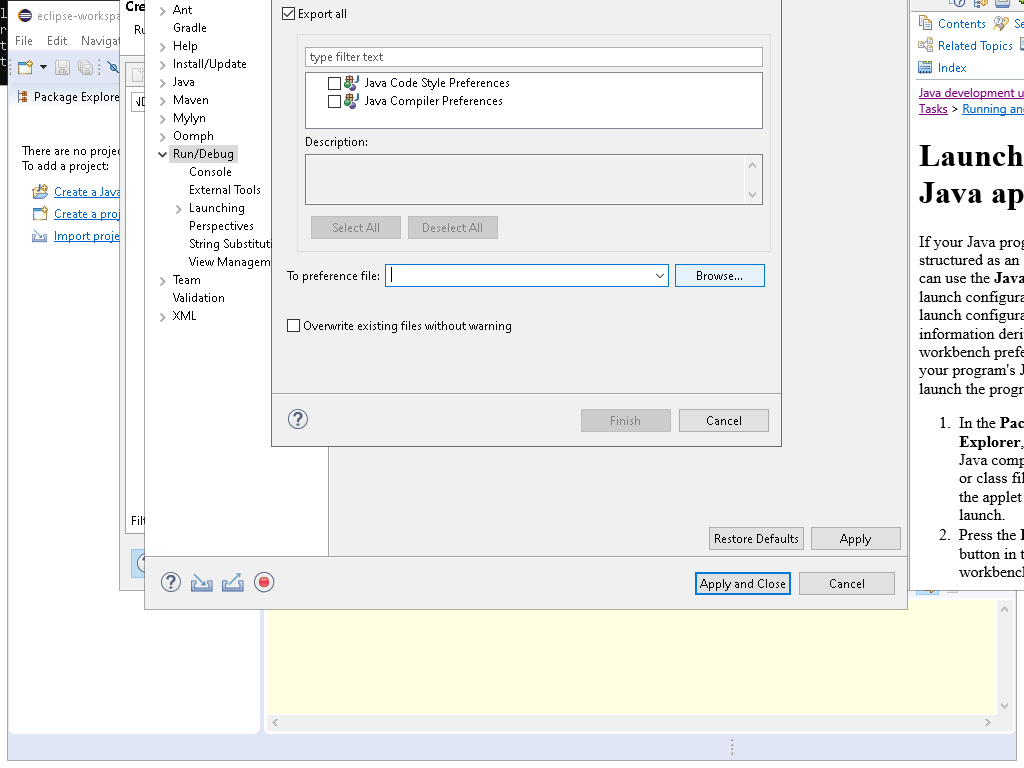 eclipse-workspa
File Edit Navigat
Package Explore
There are no projec
To add a project:
Create a Java
Create a proj
Import proje
Cre
Ru
Filt
Ant
Gradle
Help
Install/Update
Java
Maven
Mylyn
Oomph
Run/Debug
Console
External Tools
Launching
Perspectives
String Substituti
View Managem
Team
Validation
XML
Export all
type filter text
Java Code Style Preferences
Java Compiler Preferences
Description:
Select All Deselect All
To preference file: Browse...
Overwrite existing files without warning
Finish Cancel
Restore Defaults Apply
Apply and Close Cancel
Contents Se
Related Topics
Index
Java development u
Tasks > Running and
Launch
Java ap
If your Java prog
structured as an
can use the Java
launch configura
launch configura
information deri
workbench prefe
your program's J
launch the progr
1. In the Pac
Explorer,
Java comp
or class fil
the applet
launch.
2. Press the
button in t
workbencl